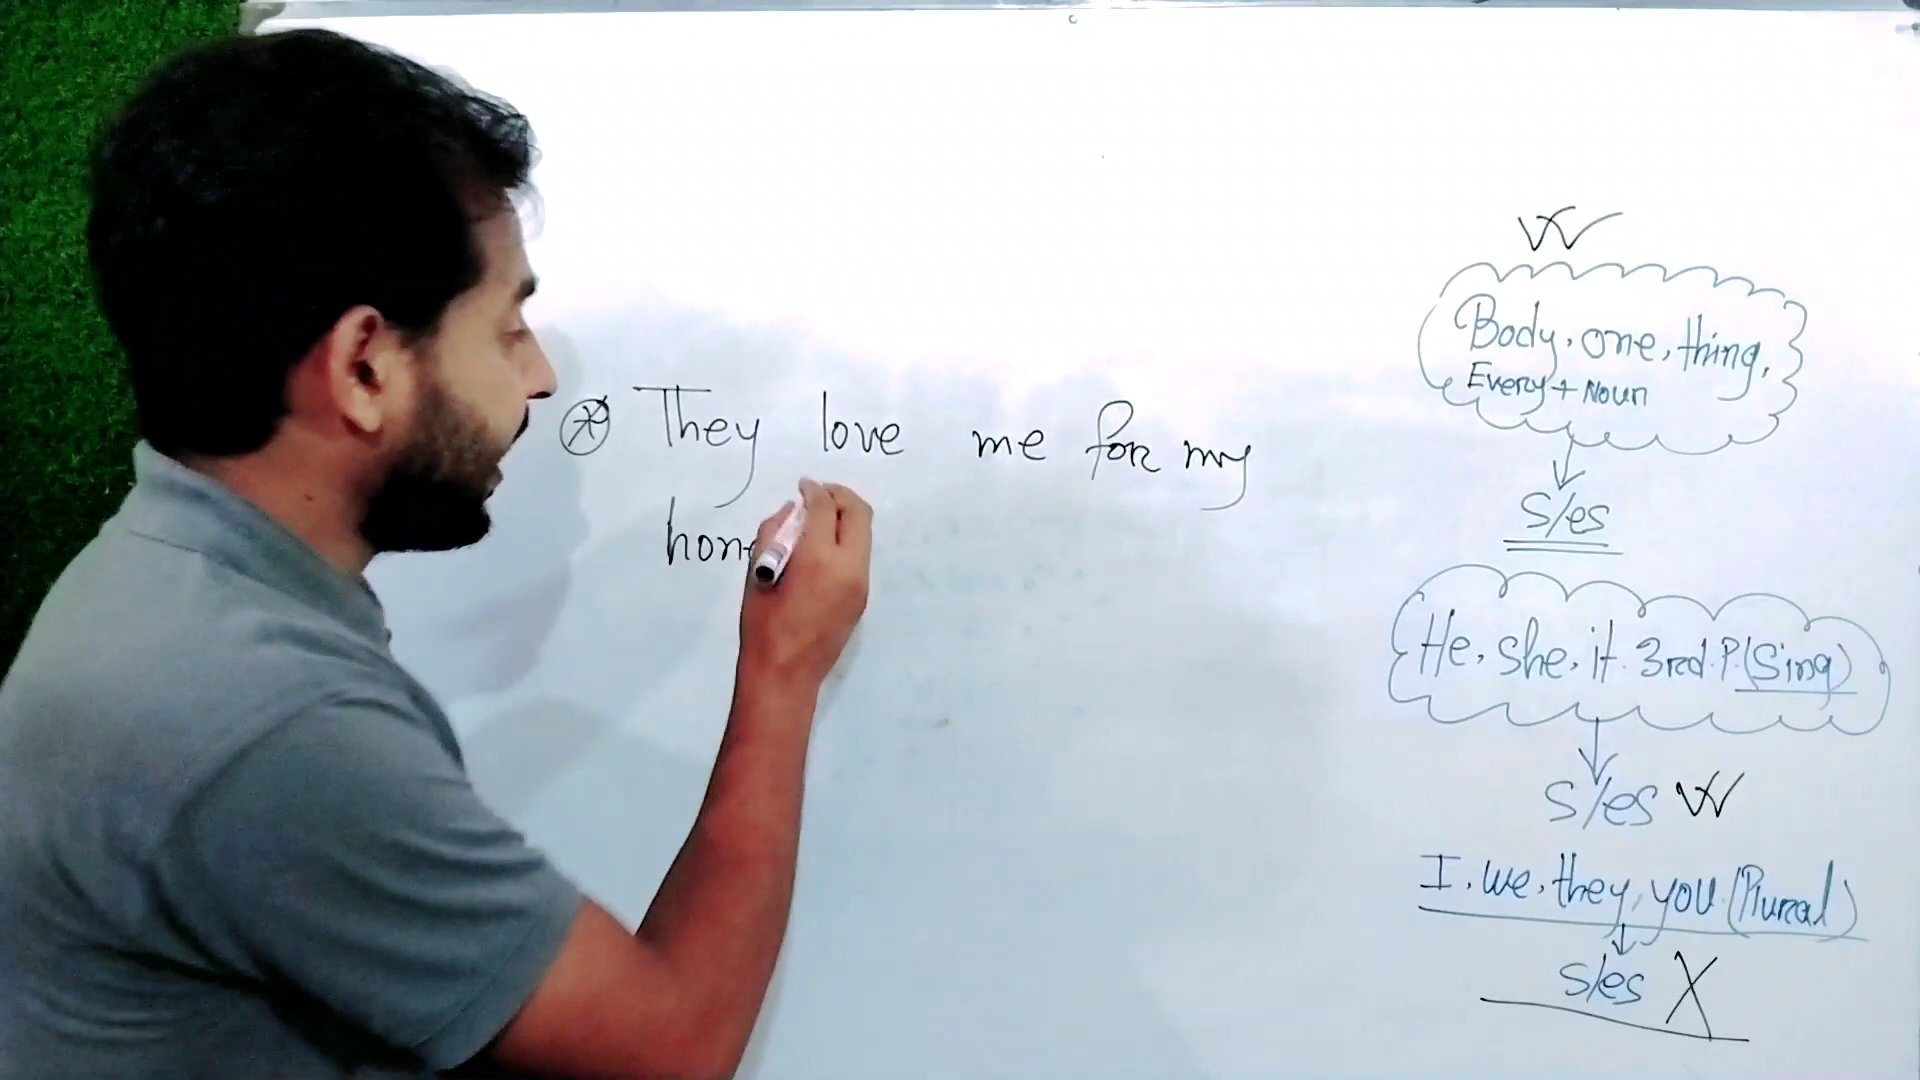 They love me for my
hon
Body, one, thing,
Every + Noun
S/es
He, she, it. 3rd. P. (Sing)
S/es
I, we, they, you (Plural)
S/es X